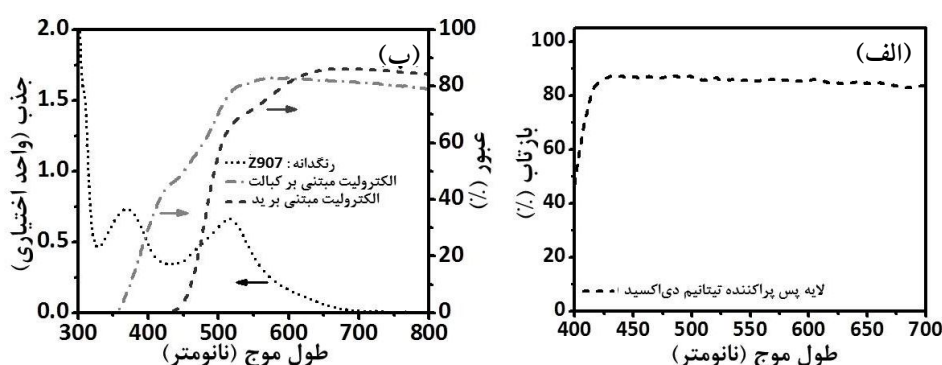 (الف)
بازتاب (%)
100
80
60
40
20
0
لایه پس پراکننده تیتانیم دی‌اکسید
400 450 500 550 600 650 700
طول موج (نانومتر)
(ب)
جذب (واحد اختیاری)
2.0
1.5
1.0
0.5
0.0
عبور (%)
100
80
60
40
20
0
رنگدانه: Z907
الکترولیت مبتنی بر کبالت
الکترولیت مبتنی بر ید
300 400 500 600 700 800
طول موج (نانومتر)